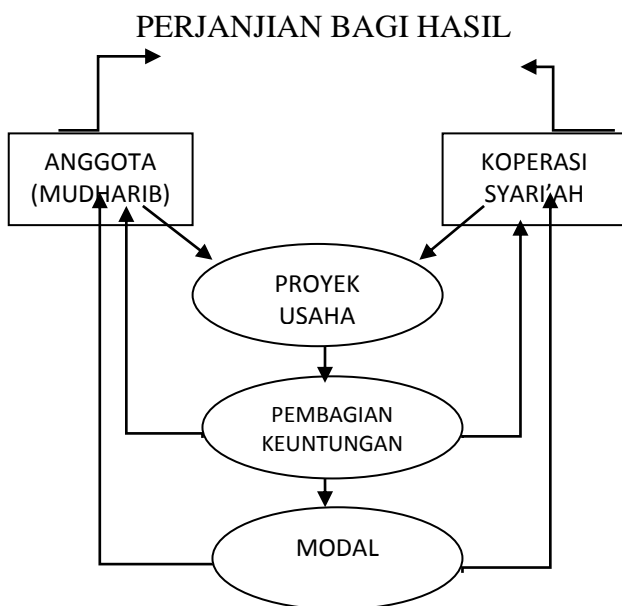 PERJANJIAN BAGI HASIL
ANGGOTA
(MUDHARIB)
KOPERASI
SYARI'AH
PROYEK
USAHA
PEMBAGIAN
KEUNTUNGAN
MODAL